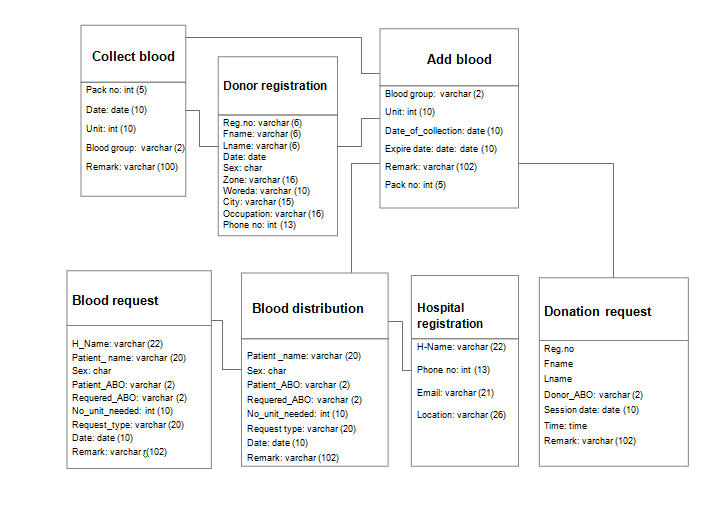 Collect blood
Pack no: int (5)
Date: date (10)
Unit: int (10)
Blood group: varchar (2)
Remark: varchar (100)
Donor registration
Reg.no: varchar (6)
Fname: varchar (6)
Lname: varchar (6)
Date: date
Sex: char
Zone: varchar (16)
Woreda: varchar (10)
City: varchar (15)
Occupation: varchar (16)
Phone no: int (13)
Add blood
Blood group: varchar (2)
Unit: int (10)
Date_of_collection: date (10)
Expire date: date: date (10)
Remark: varchar (102)
Pack no: int (5)
Blood request
H_Name: varchar (22)
Patient_ name: varchar (20)
Sex: char
Patient_ABO: varchar (2)
Requered_ABO: varchar (2)
No_unit_needed: int (10)
Request_type: varchar (20)
Date: date (10)
Remark: varchar r(102)
Blood distribution
Patient _name: varchar (20)
Sex: char
Patient_ABO: varchar (2)
Requered_ABO: varchar (2)
No_unit_needed: int (10)
Request type: varchar (20)
Date: date (10)
Remark: varchar (102)
Hospital
registration
H-Name: varchar (22)
Phone no: int (13)
Email: varchar (21)
Location: varchar (26)
Donation request
Reg.no
Fname
Lname
Donor_ABO: varchar (2)
Session date: date (10)
Time: time
Remark: varchar (102)